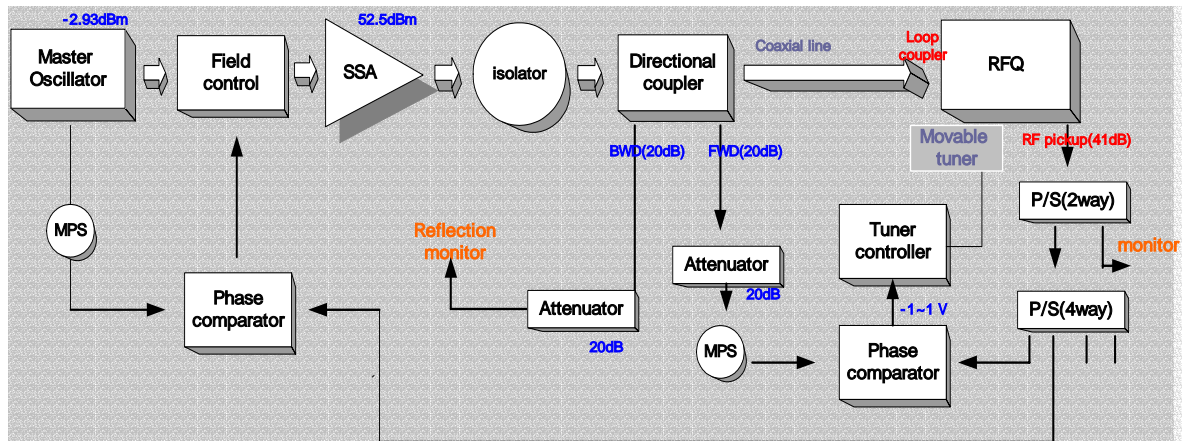 -2.93dBm
52.5dBm
Master
Oscillator
Field
control
SSA
isolator
Directional
coupler
Coaxial line
Loop
coupler
RFQ
BWD(20dB)
FWD(20dB)
Movable
tuner
RF pickup(41dB)
MPS
Reflection
monitor
Attenuator
20dB
Tuner
controller
P/S(2way)
monitor
Phase
comparator
Attenuator
20dB
MPS
-1~1 V
Phase
comparator
P/S(4way)